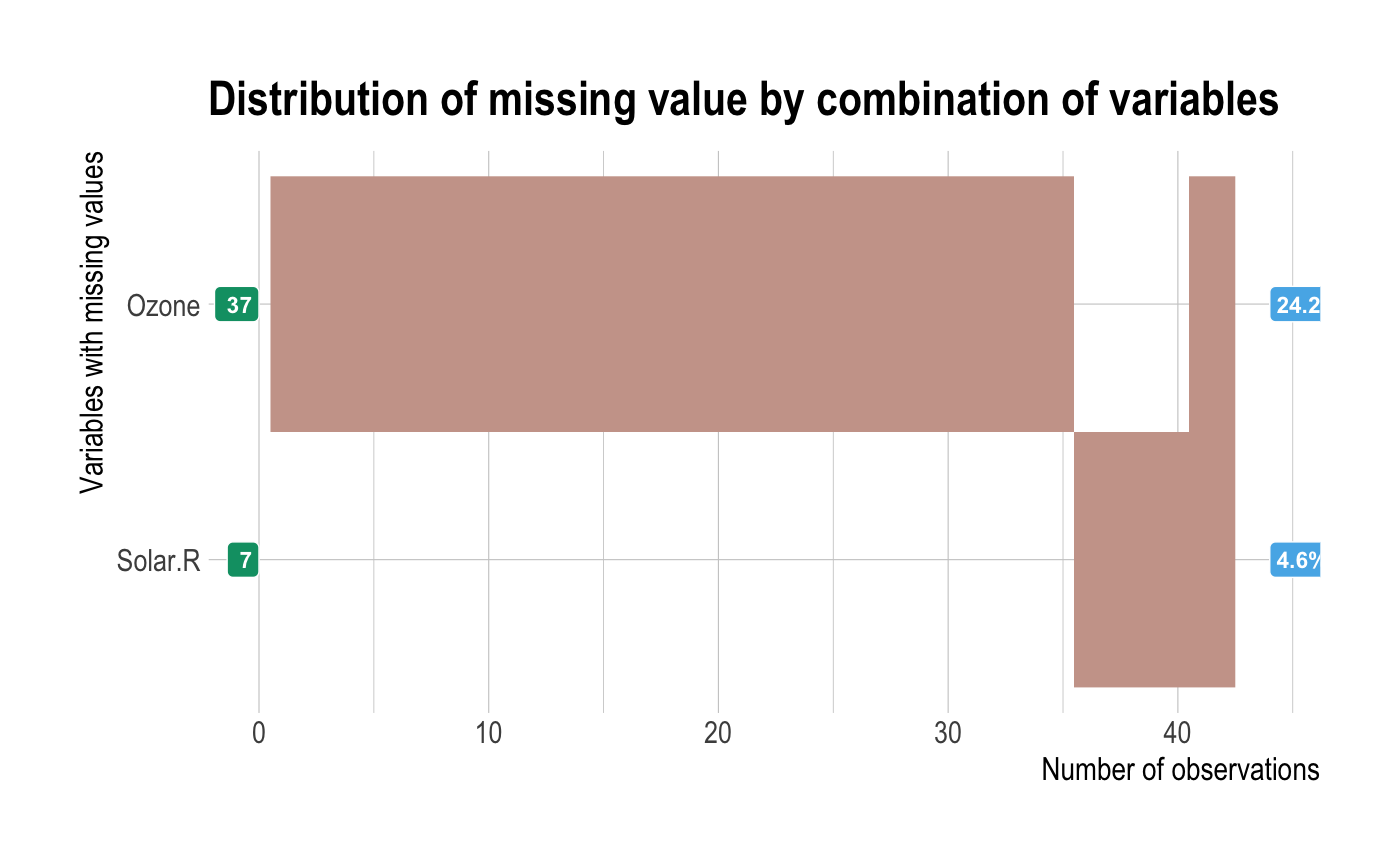 Distribution of missing value by combination of variables
Variables with missing values
Ozone
37
24.2
Solar.R
7
4.6%
0 10 20 30 40
Number of observations